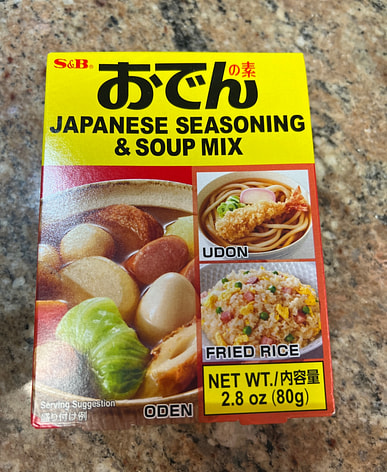 S&B®
おでんの素
JAPANESE SEASONING
& SOUP MIX
UDON
FRIED RICE
Serving Suggestion
盛り付け例
ODEN
NET WT./内容量
2.8 oz (80g)